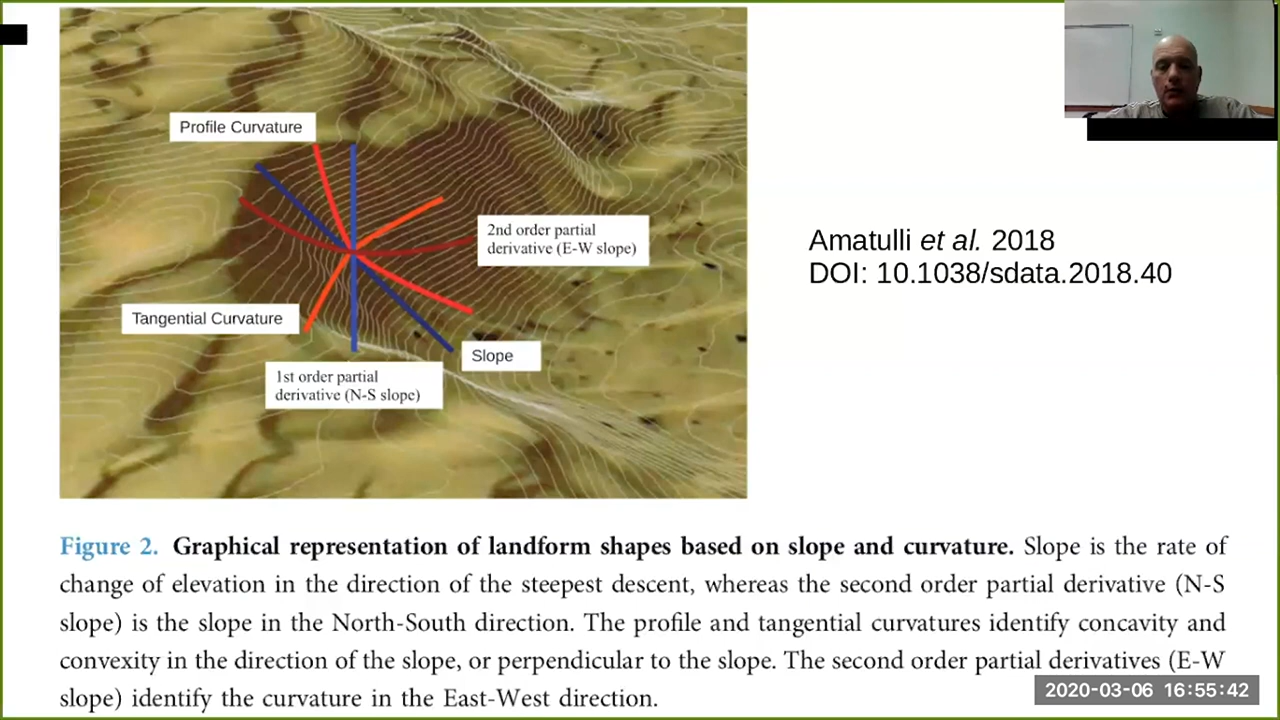 Profile Curvature
2nd order partial
derivative (E-W slope)
Tangential Curvature
Slope
1st order partial
derivative (N-S slope)
Amatulli et al. 2018
DOI: 10.1038/sdata.2018.40
Figure 2. Graphical representation of landform shapes based on slope and curvature. Slope is the rate of
change of elevation in the direction of the steepest descent, whereas the second order partial derivative (N-S
slope) is the slope in the North-South direction. The profile and tangential curvatures identify concavity and
convexity in the direction of the slope, or perpendicular to the slope. The second order partial derivatives (E-W
slope) identify the curvature in the East-West direction.
2020-03-06 16:55:42